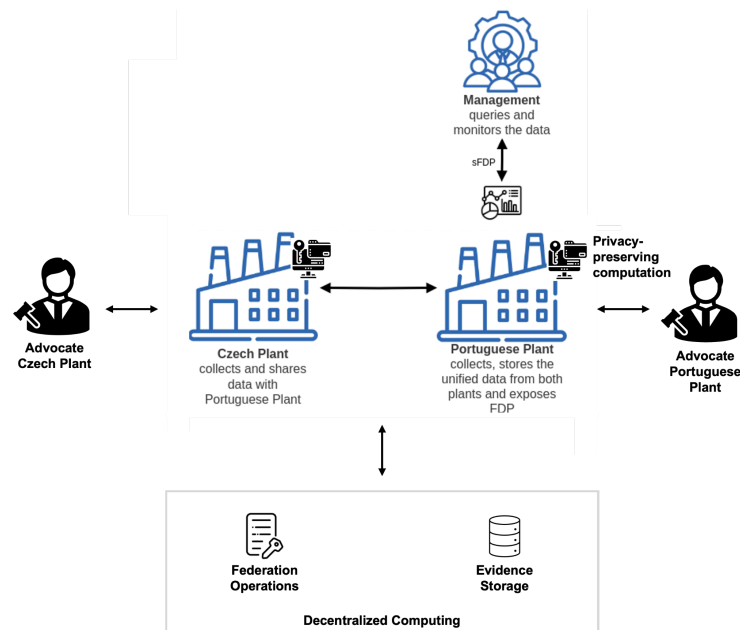 Management
queries and
monitors the data
sFDP
Privacy-
preserving
computation
Advocate
Czech Plant
Czech Plant
collects and shares
data with
Portuguese Plant
Portuguese Plant
collects, stores the
unified data from both
plants and exposes
FDP
Advocate
Portuguese
Plant
Federation
Operations
Evidence
Storage
Decentralized Computing